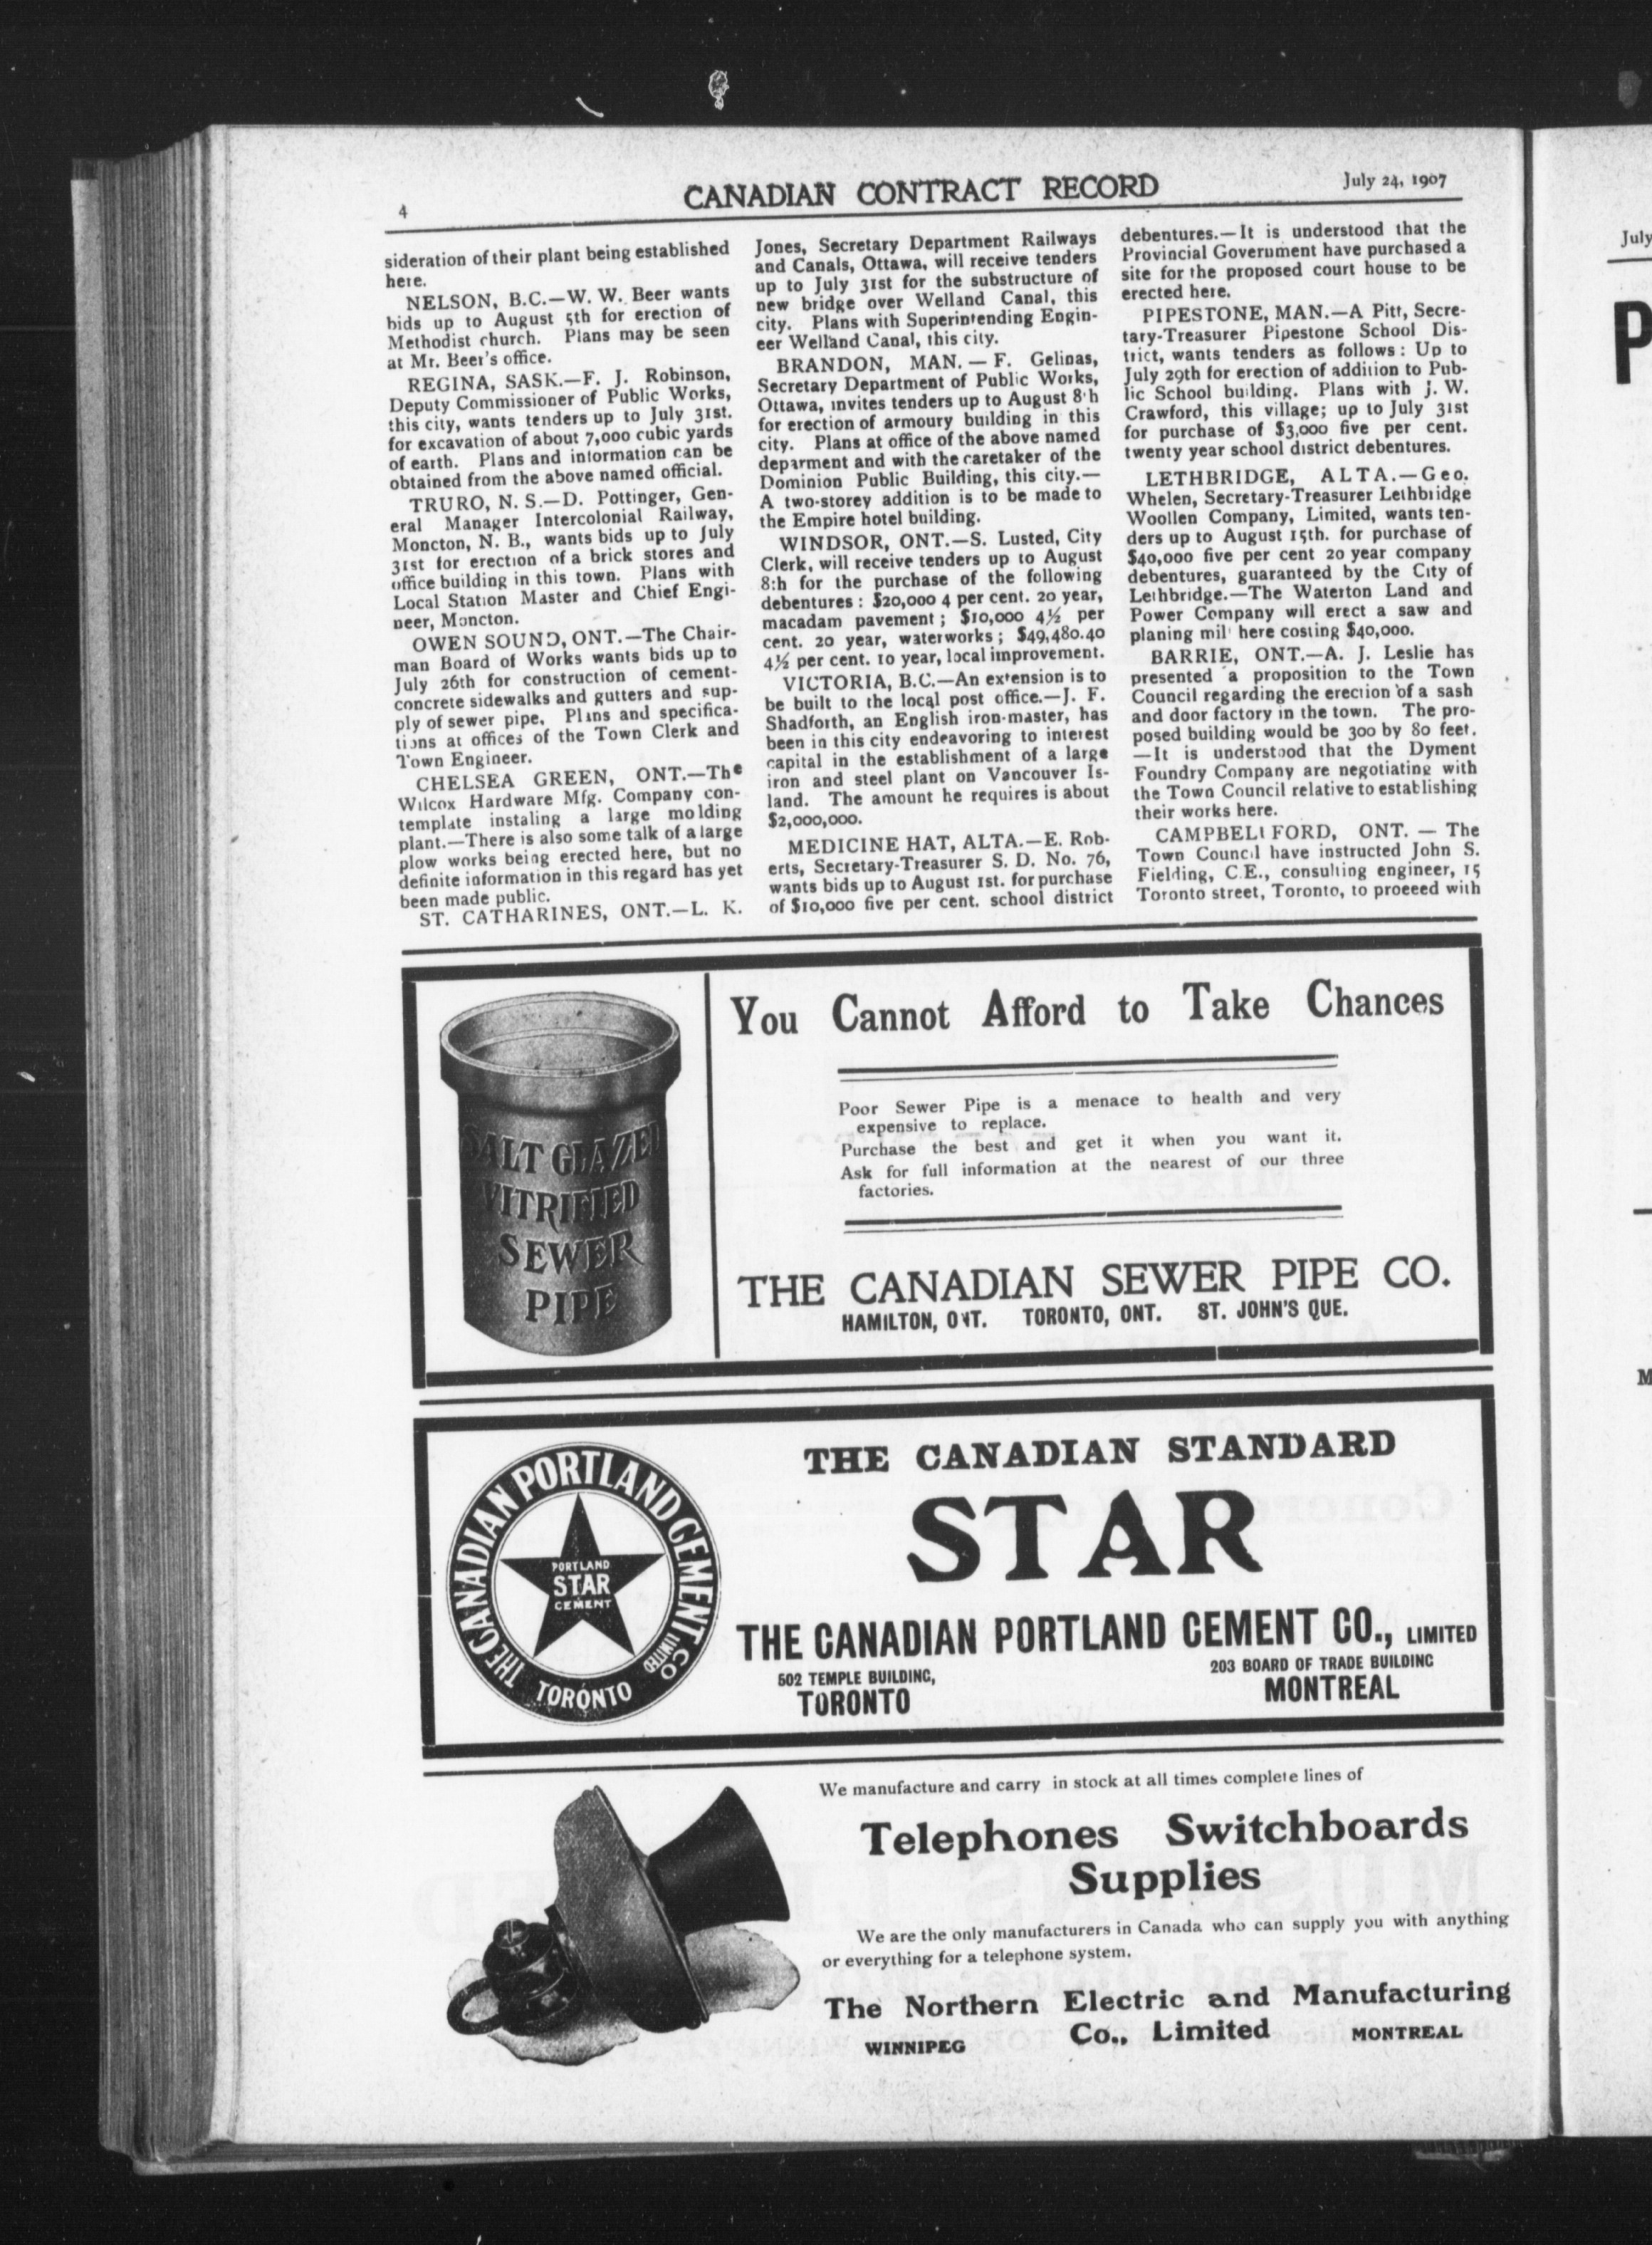 4
CANADIAN CONTRACT RECORD
July 24, 1907
sideration of their plant being established
here.
NELSON, B.C.—W. W. Beer wants
bids up to August 5th for erection of
Methodist church. Plans may be seen
at Mr. Beer's office.
REGINA, SASK.—F. J. Robinson,
Deputy Commissioner of Public Works,
this city, wants tenders up to July 31st.
for excavation of about 7,000 cubic yards
of earth. Plans and information can be
obtained from the above named official.
TRURO, N. S.—D. Pottinger, Gen-
eral Manager Intercolonial Railway,
Moncton, N. B., wants bids up to July
31st for erection of a brick stores and
office building in this town. Plans with
Local Station Master and Chief Engi-
neer, Moncton.
OWEN SOUND, ONT.—The Chair-
man Board of Works wants bids up to
July 26th for construction of cement-
concrete sidewalks and gutters and sup-
ply of sewer pipe. Plans and specifica-
tions at offices of the Town Clerk and
Town Engineer.
CHELSEA GREEN, ONT.—The
Wilcox Hardware Mfg. Company con-
template instaling a large molding
plant.—There is also some talk of a large
plow works being erected here, but no
definite information in this regard has yet
been made public.
ST. CATHARINES, ONT.—L. K.
Jones, Secretary Department Railways
and Canals, Ottawa, will receive tenders
up to July 31st for the substructure of
new bridge over Welland Canal, this
city. Plans with Superintending Engin-
eer Welland Canal, this city.
BRANDON, MAN. — F. Gelinas,
Secretary Department of Public Works,
Ottawa, invites tenders up to August 8th
for erection of armoury building in this
city. Plans at office of the above named
deparment and with the caretaker of the
Dominion Public Building, this city.—
A two-storey addition is to be made to
the Empire hotel building.
WINDSOR, ONT.—S. Lusted, City
Clerk, will receive tenders up to August
8th for the purchase of the following
debentures : $20,000 4 per cent. 20 year,
macadam pavement ; $10,000 4½ per
cent. 20 year, waterworks ; $49,480.40
4½ per cent. 10 year, local improvement.
VICTORIA, B.C.—An extension is to
be built to the local post office.—J. F.
Shadforth, an English iron-master, has
been in this city endeavoring to interest
capital in the establishment of a large
iron and steel plant on Vancouver Is-
land. The amount he requires is about
$2,000,000.
MEDICINE HAT, ALTA.—E. Rob-
erts, Secretary-Treasurer S. D. No. 76,
wants bids up to August 1st. for purchase
of $10,000 five per cent. school district
debentures.—It is understood that the
Provincial Government have purchased a
site for the proposed court house to be
erected here.
PIPESTONE, MAN.—A Pitt, Secre-
tary-Treasurer Pipestone School Dis-
trict, wants tenders as follows : Up to
July 29th for erection of addition to Pub-
lic School building. Plans with J. W.
Crawford, this village; up to July 31st
for purchase of $3,000 five per cent.
twenty year school district debentures.
LETHBRIDGE, ALTA.—Geo.
Whelen, Secretary-Treasurer Lethbridge
Woollen Company, Limited, wants ten-
ders up to August 15th. for purchase of
$40,000 five per cent 20 year company
debentures, guaranteed by the City of
Lethbridge.—The Waterton Land and
Power Company will erect a saw and
planing mill here costing $40,000.
BARRIE, ONT.—A. J. Leslie has
presented a proposition to the Town
Council regarding the erection of a sash
and door factory in the town. The pro-
posed building would be 300 by 80 feet.
—It is understood that the Dyment
Foundry Company are negotiating with
the Town Council relative to establishing
their works here.
CAMPBELLFORD, ONT. — The
Town Council have instructed John S.
Fielding, C.E., consulting engineer, 15
Toronto street, Toronto, to proceed with
SALT GLAZED
VITRIFIED
SEWER
PIPE
You Cannot Afford to Take Chances
Poor Sewer Pipe is a menace to health and very
expensive to replace.
Purchase the best and get it when you want it.
Ask for full information at the nearest of our three
factories.
THE CANADIAN SEWER PIPE CO.
HAMILTON, ONT. TORONTO, ONT. ST. JOHN'S QUE.
THE CANADIAN PORTLAND CEMENT CO LIMITED
TORONTO
PORTLAND
STAR
CEMENT
THE CANADIAN STANDARD
STAR
THE CANADIAN PORTLAND CEMENT CO., LIMITED
502 TEMPLE BUILDING,
TORONTO
203 BOARD OF TRADE BUILDING
MONTREAL
We manufacture and carry in stock at all times complete lines of
Telephones Switchboards
Supplies
We are the only manufacturers in Canada who can supply you with anything
or everything for a telephone system.
The Northern Electric and Manufacturing
Co., Limited
WINNIPEG
MONTREAL
July
P
M